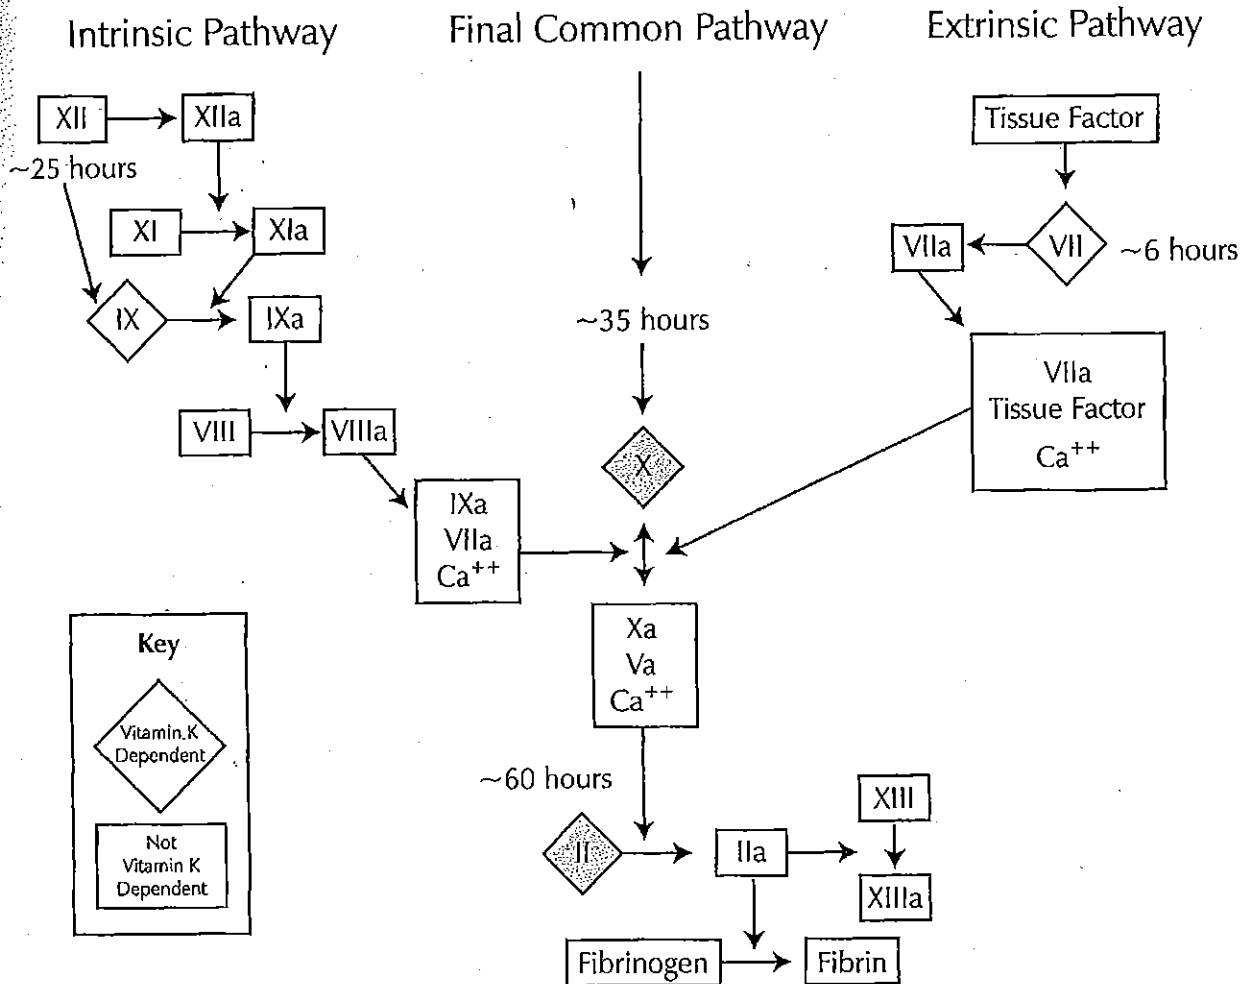 Intrinsic Pathway
Final Common Pathway
Extrinsic Pathway
XII
XIIa
~25 hours
XI
XIa
IX
IXa
VIII
VIIIa
IXa
VIIa
Ca++
~35 hours
X
Tissue Factor
VIIa
VII
~6 hours
VIIa
Tissue Factor
Ca++
Xa
Va
Ca++
~60 hours
II
IIa
XIII
XIIIa
Fibrinogen
Fibrin
Key
Vitamin K
Dependent
Not
Vitamin K
Dependent